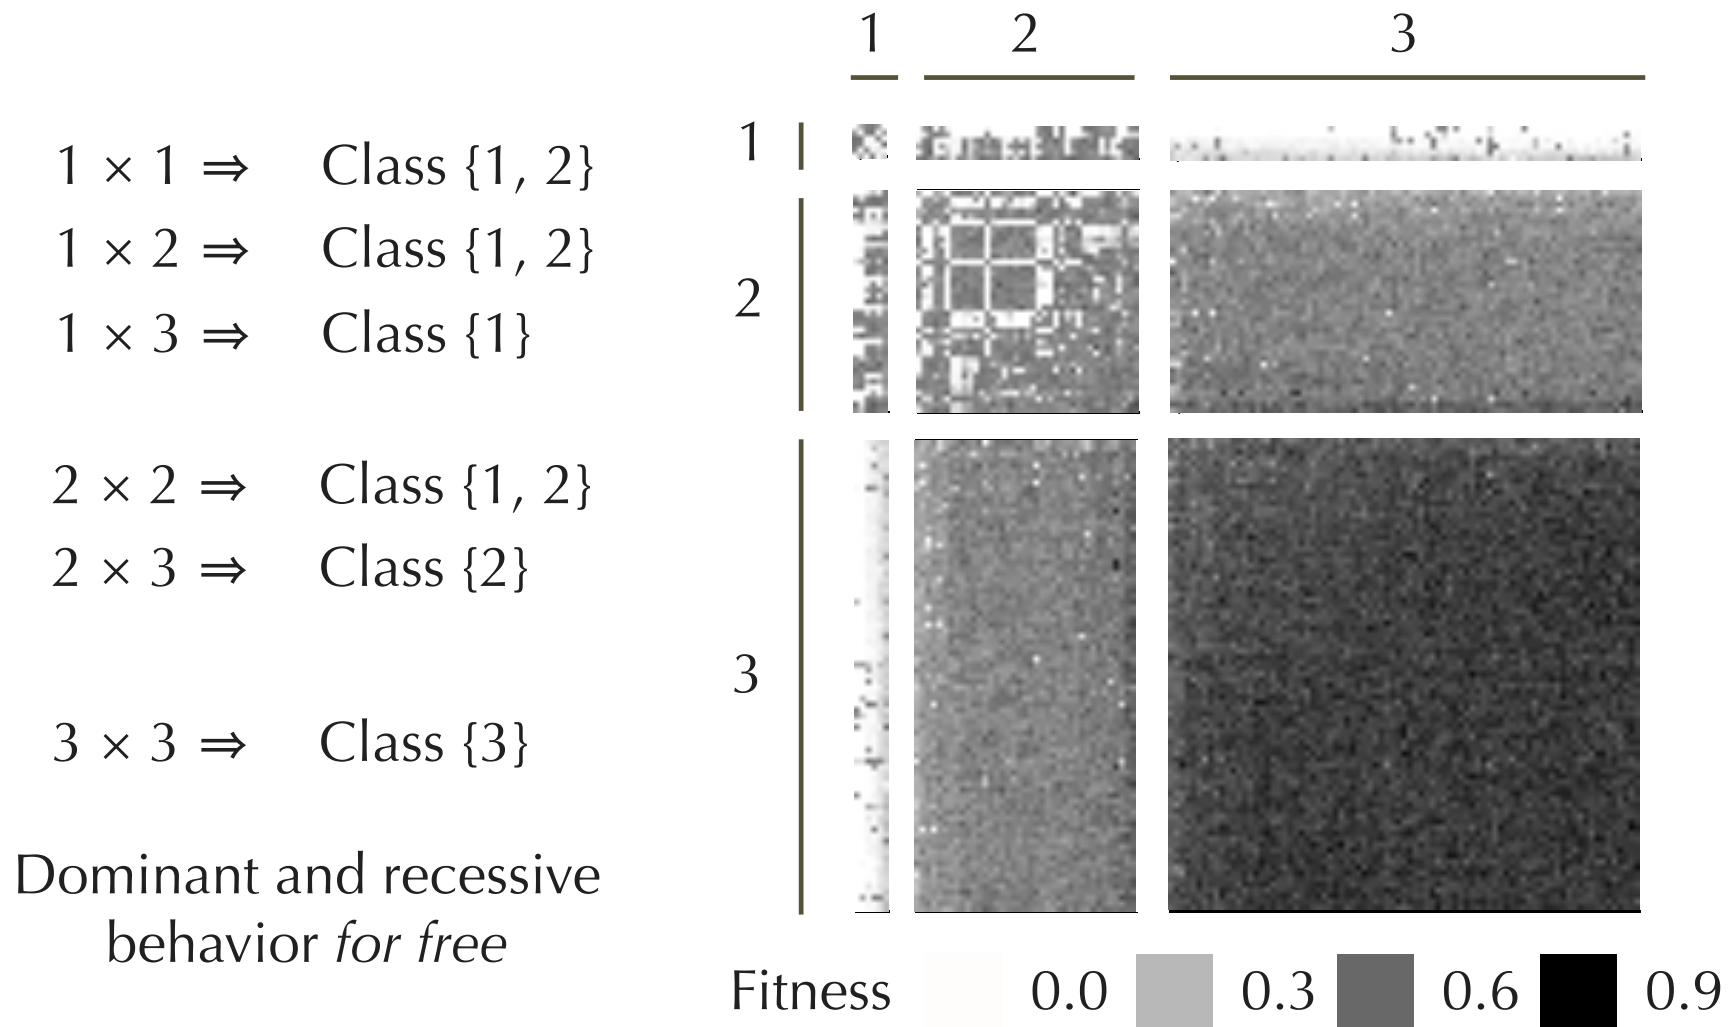 1 2 3
1
2
3
1 × 1 ⇒ Class {1, 2}
1 × 2 ⇒ Class {1, 2}
1 × 3 ⇒ Class {1}
2 × 2 ⇒ Class {1, 2}
2 × 3 ⇒ Class {2}
3 × 3 ⇒ Class {3}
Dominant and recessive
behavior for free
Fitness 0.0 0.3 0.6 0.9